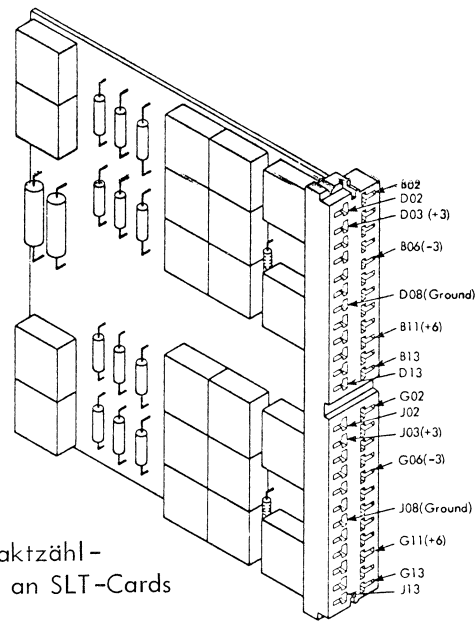 B02
D02
D03 (+3)
B06(-3)
D08(Ground)
B11(+6)
B13
D13
G02
J02
J03(+3)
G06(-3)
J08(Ground)
G11(+6)
G13
J13
aktzähl-
an SLT-Cards